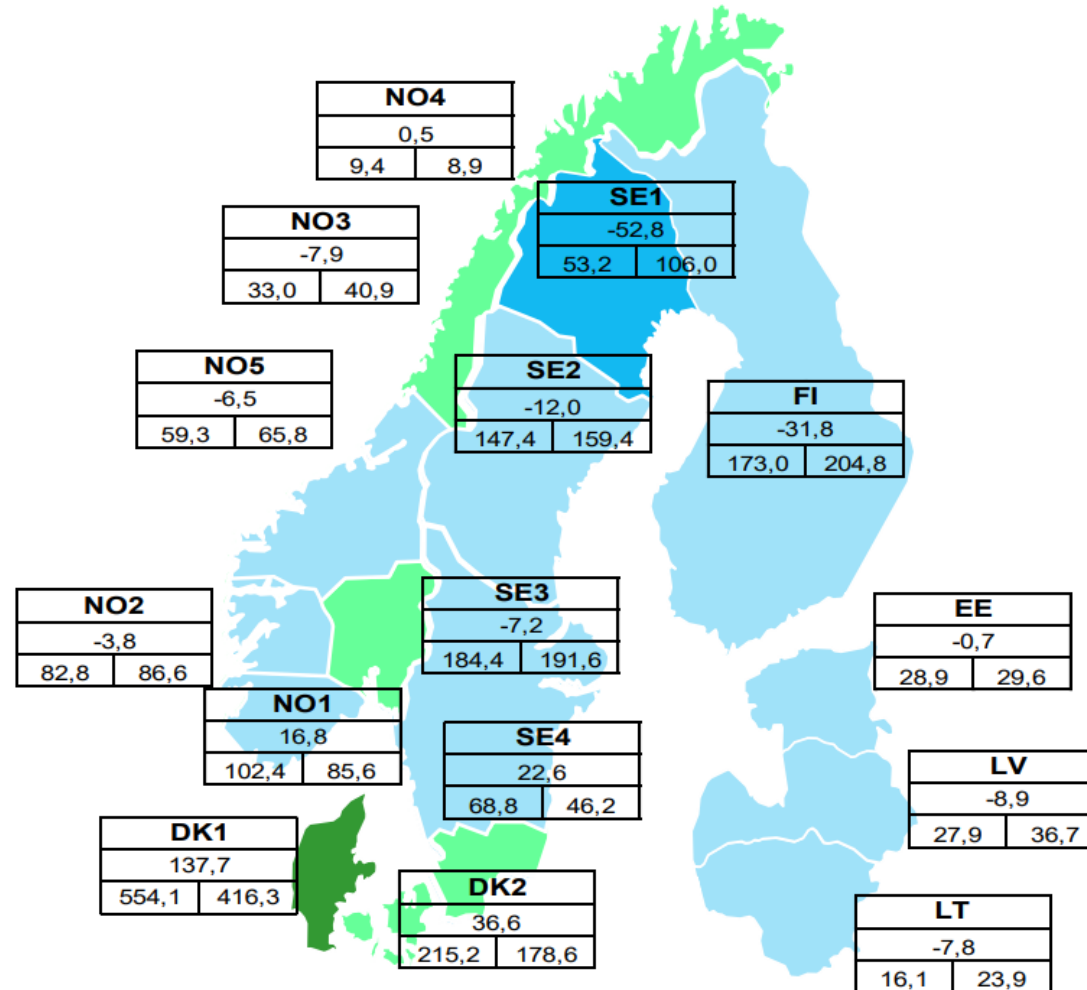 NO4
0,5
9,4 8,9
SE1
-52,8
53,2 106,0
NO3
-7,9
33,0 40,9
NO5
-6,5
59,3 65,8
SE2
-12,0
147,4 159,4
FI
-31,8
173,0 204,8
NO2
-3,8
82,8 86,6
SE3
-7,2
184,4 191,6
EE
-0,7
28,9 29,6
NO1
16,8
102,4 85,6
SE4
22,6
68,8 46,2
LV
-8,9
27,9 36,7
DK1
137,7
554,1 416,3
DK2
36,6
215,2 178,6
LT
-7,8
16,1 23,9